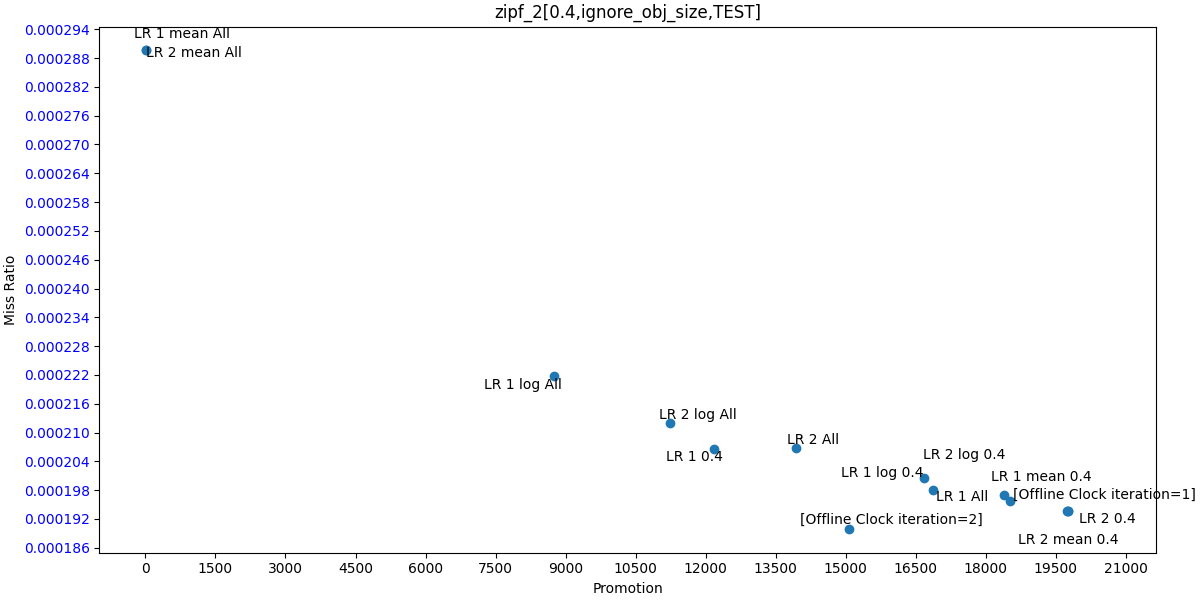 zipf_2[0.4,ignore_obj_size,TEST]
0.000294
0.000288
0.000282
0.000276
0.000270
0.000264
0.000258
0.000252
0.000246
0.000240
0.000234
0.000228
0.000222
0.000216
0.000210
0.000204
0.000198
0.000192
0.000186
Miss Ratio
LR 1 mean All
LR 2 mean All
LR 1 log All
LR 2 log All
LR 1 0.4
LR 2 All
LR 2 log 0.4
LR 1 log 0.4
LR 1 mean 0.4
LR 1 All
[Offline Clock iteration=1]
[Offline Clock iteration=2]
LR 2 0.4
LR 2 mean 0.4
0 1500 3000 4500 6000 7500 9000 10500 12000 13500 15000 16500 18000 19500 21000
Promotion